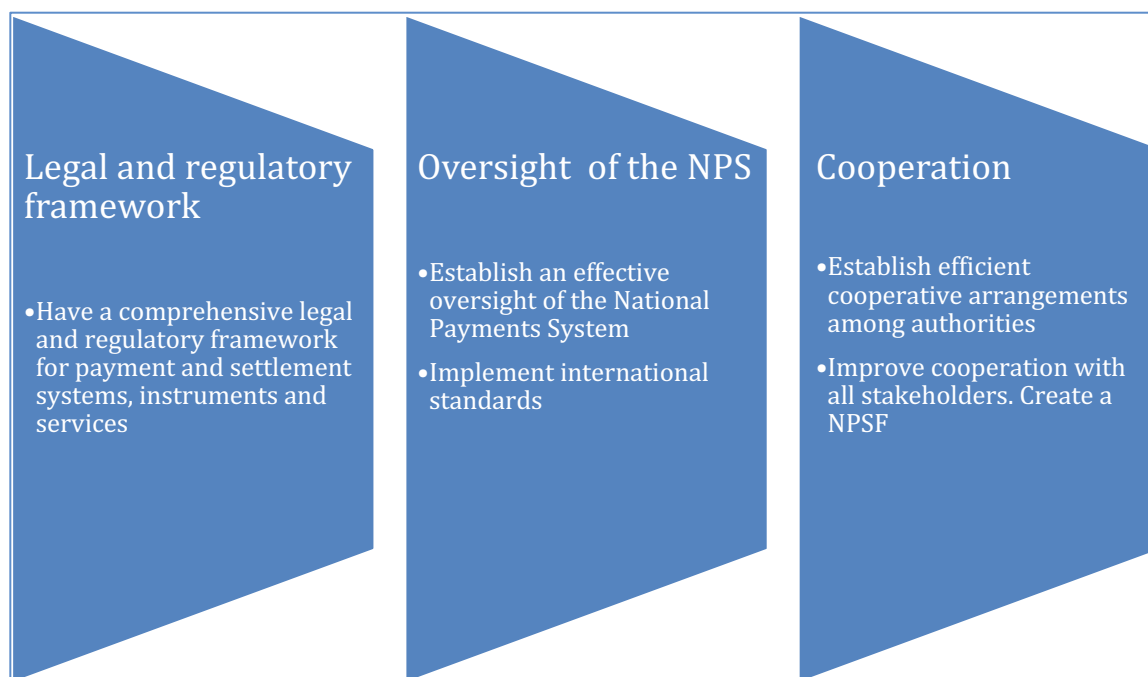 Legal and regulatory
framework
•Have a comprehensive legal
and regulatory framework
for payment and settlement
systems, instruments and
services
Oversight  of the NPS
•Establish an effective
oversight of the National
Payments System
•Implement international
standards
Cooperation
•Establish efficient
cooperative arrangements
among authorities
•Improve cooperation with
all stakeholders. Create a
NPSF